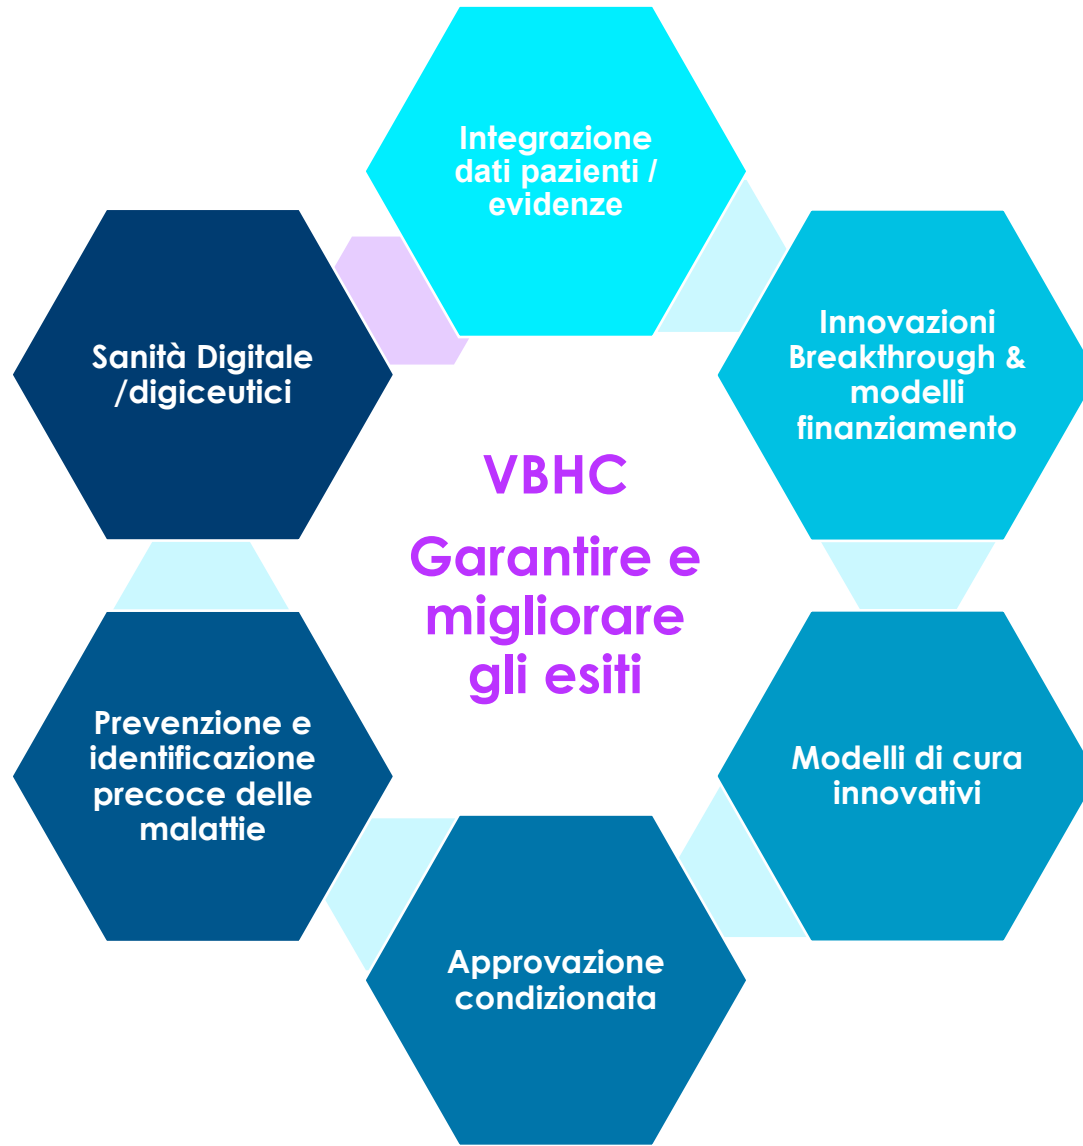 Integrazione
dati pazienti /
evidenze
Innovazioni
Breakthrough &
modelli
finanziamento
Modelli di cura
innovativi
Approvazione
condizionata
Prevenzione e
identificazione
precoce delle
malattie
Sanità Digitale
/digiceutici
VBHC
Garantire e
migliorare
gli esiti